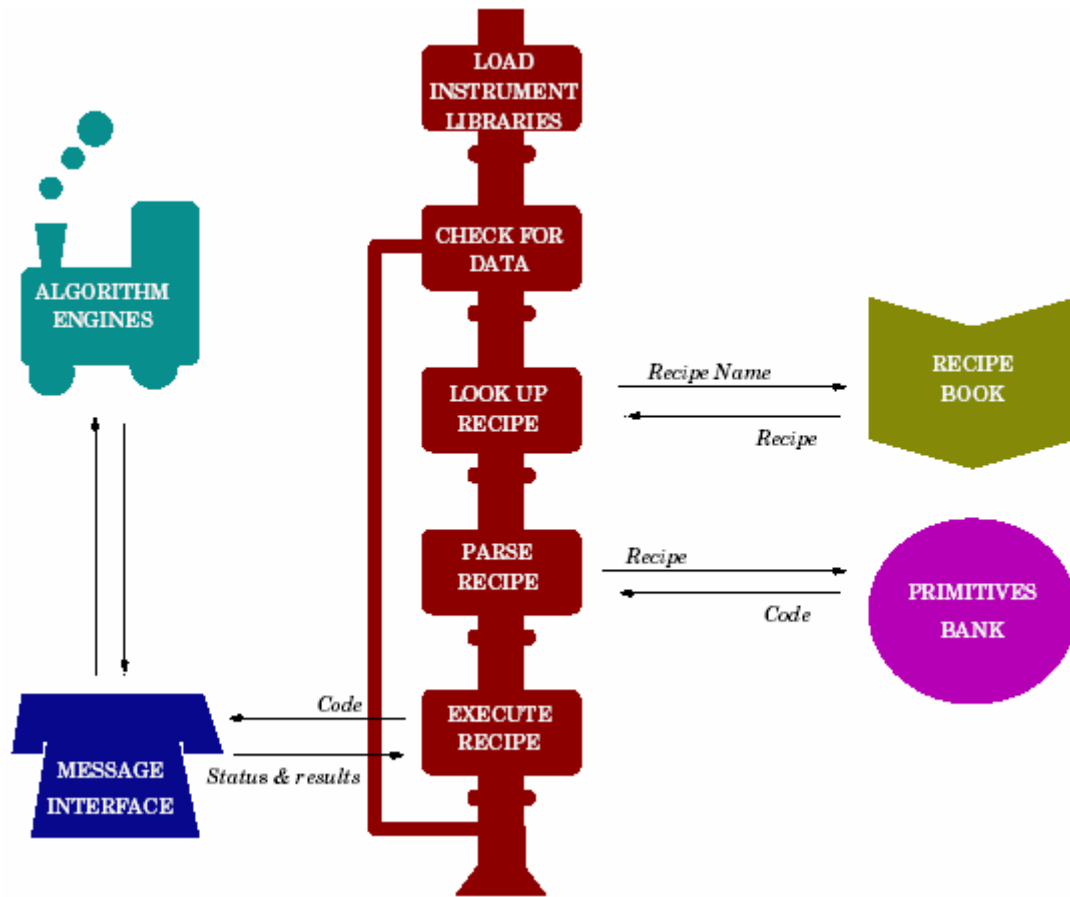 LOAD
INSTRUMENT
LIBRARIES
CHECK FOR
DATA
ALGORITHM
ENGINES
LOOK UP
RECIPE
Recipe Name
Recipe
RECIPE
BOOK
PARSE
RECIPE
Recipe
Code
PRIMITIVES
BANK
EXECUTE
RECIPE
Code
Status & results
MESSAGE
INTERFACE